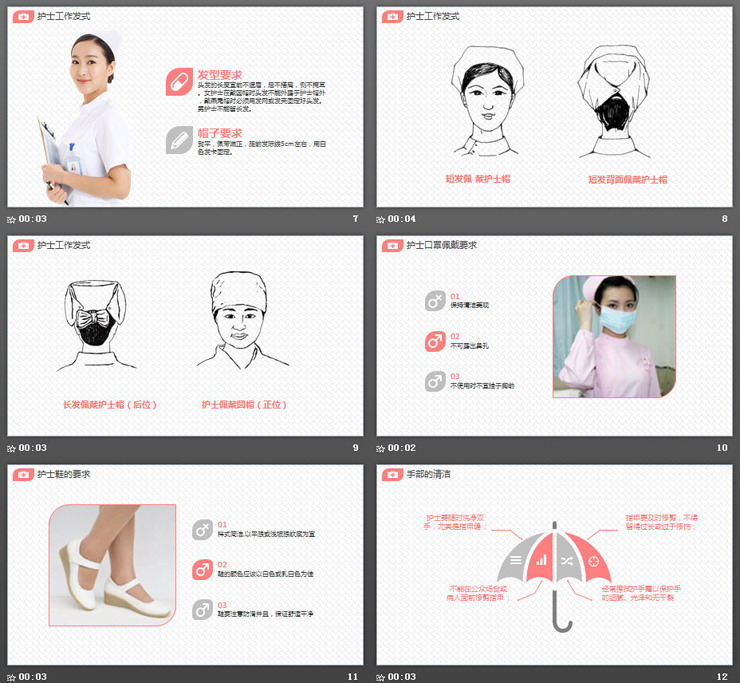 护士工作发式
发型要求
头发的长度宜前不遮眉，后不搭肩，侧不掩耳
。女护士在戴圆帽时头发不能外露于护士帽外
，戴燕尾帽时必须用发网或发夹固定好头发。
男护士不能留长发。
帽子要求
戴平，佩带端正，距前发际线5cm左右，用白
色发卡固定。
00:03
7
护士工作发式
短发佩 戴护士帽
短发背面佩戴护士帽
00:04
8
护士工作发式
长发佩戴护士帽（后位）
护士佩戴圆帽（正位）
00:03
9
护士口罩佩戴要求
01
保持清洁美观
02
不可露出鼻孔
03
不使用时不宜挂于胸前
00:02
10
护士鞋的要求
01
样式简洁,以平跟或浅坡跟软底为宜
02
鞋的颜色应该以白色或乳白色为佳
03
鞋要注意防滑并且，保证舒适干净
00:03
11
手部的清洁
护士要随时洗净双
手，尤其是指甲缝；
指甲要及时修剪，不得
留得过长或过于修饰；
不能在公众场合或
病人面前修剪指甲；
经常擦拭护手霜以保护手
的细腻、光泽和无干裂
00:03
12